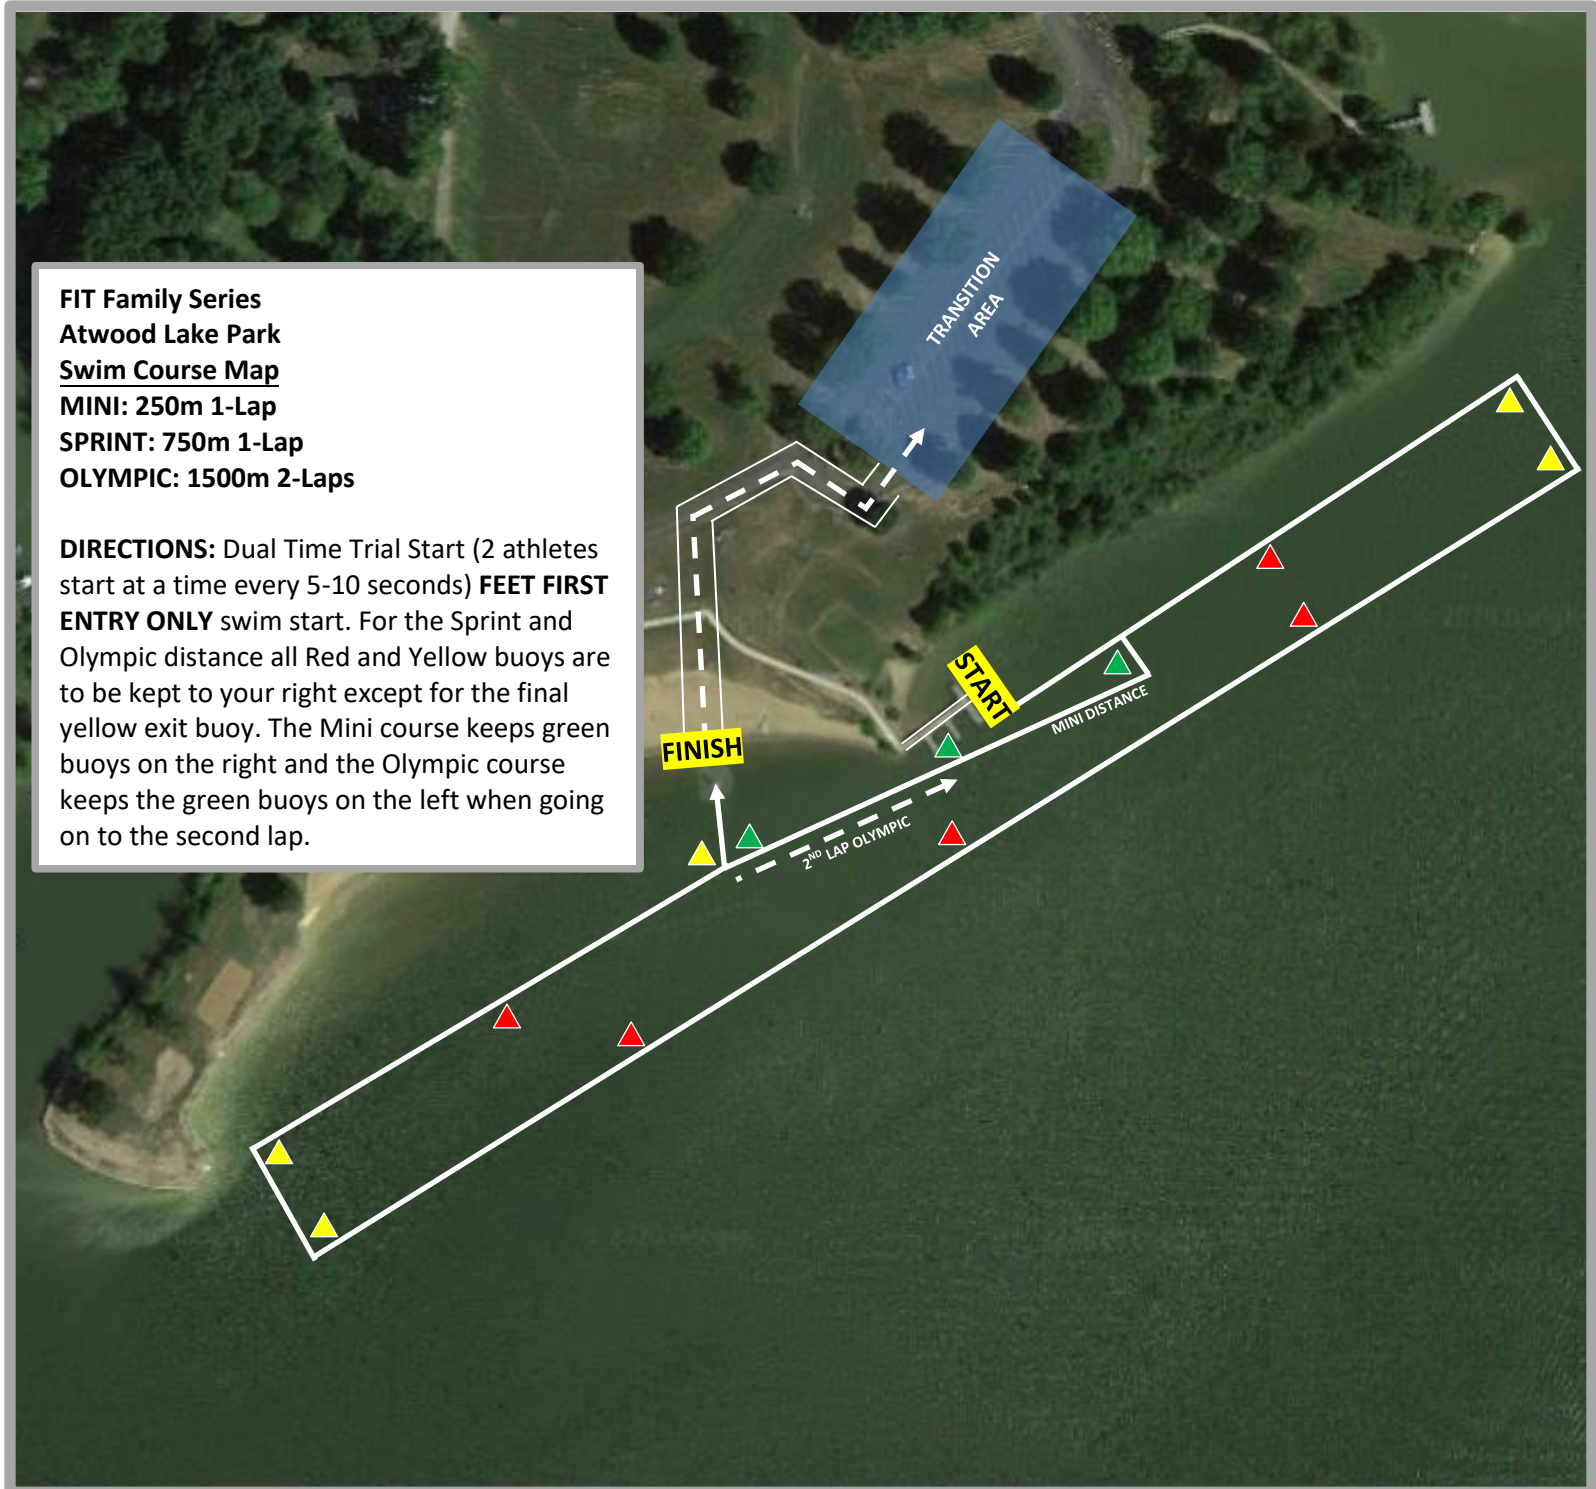 FIT Family Series
Atwood Lake Park
Swim Course Map
MINI: 250m 1-Lap
SPRINT: 750m 1-Lap
OLYMPIC: 1500m 2-Laps
DIRECTIONS: Dual Time Trial Start (2 athletes
start at a time every 5-10 seconds) FEET FIRST
ENTRY ONLY swim start. For the Sprint and
Olympic distance all Red and Yellow buoys are
to be kept to your right except for the final
yellow exit buoy. The Mini course keeps green
buoys on the right and the Olympic course
keeps the green buoys on the left when going
on to the second lap.
TRANSITION
AREA
START
MINI DISTANCE
FINISH
2ND LAP OLYMPIC